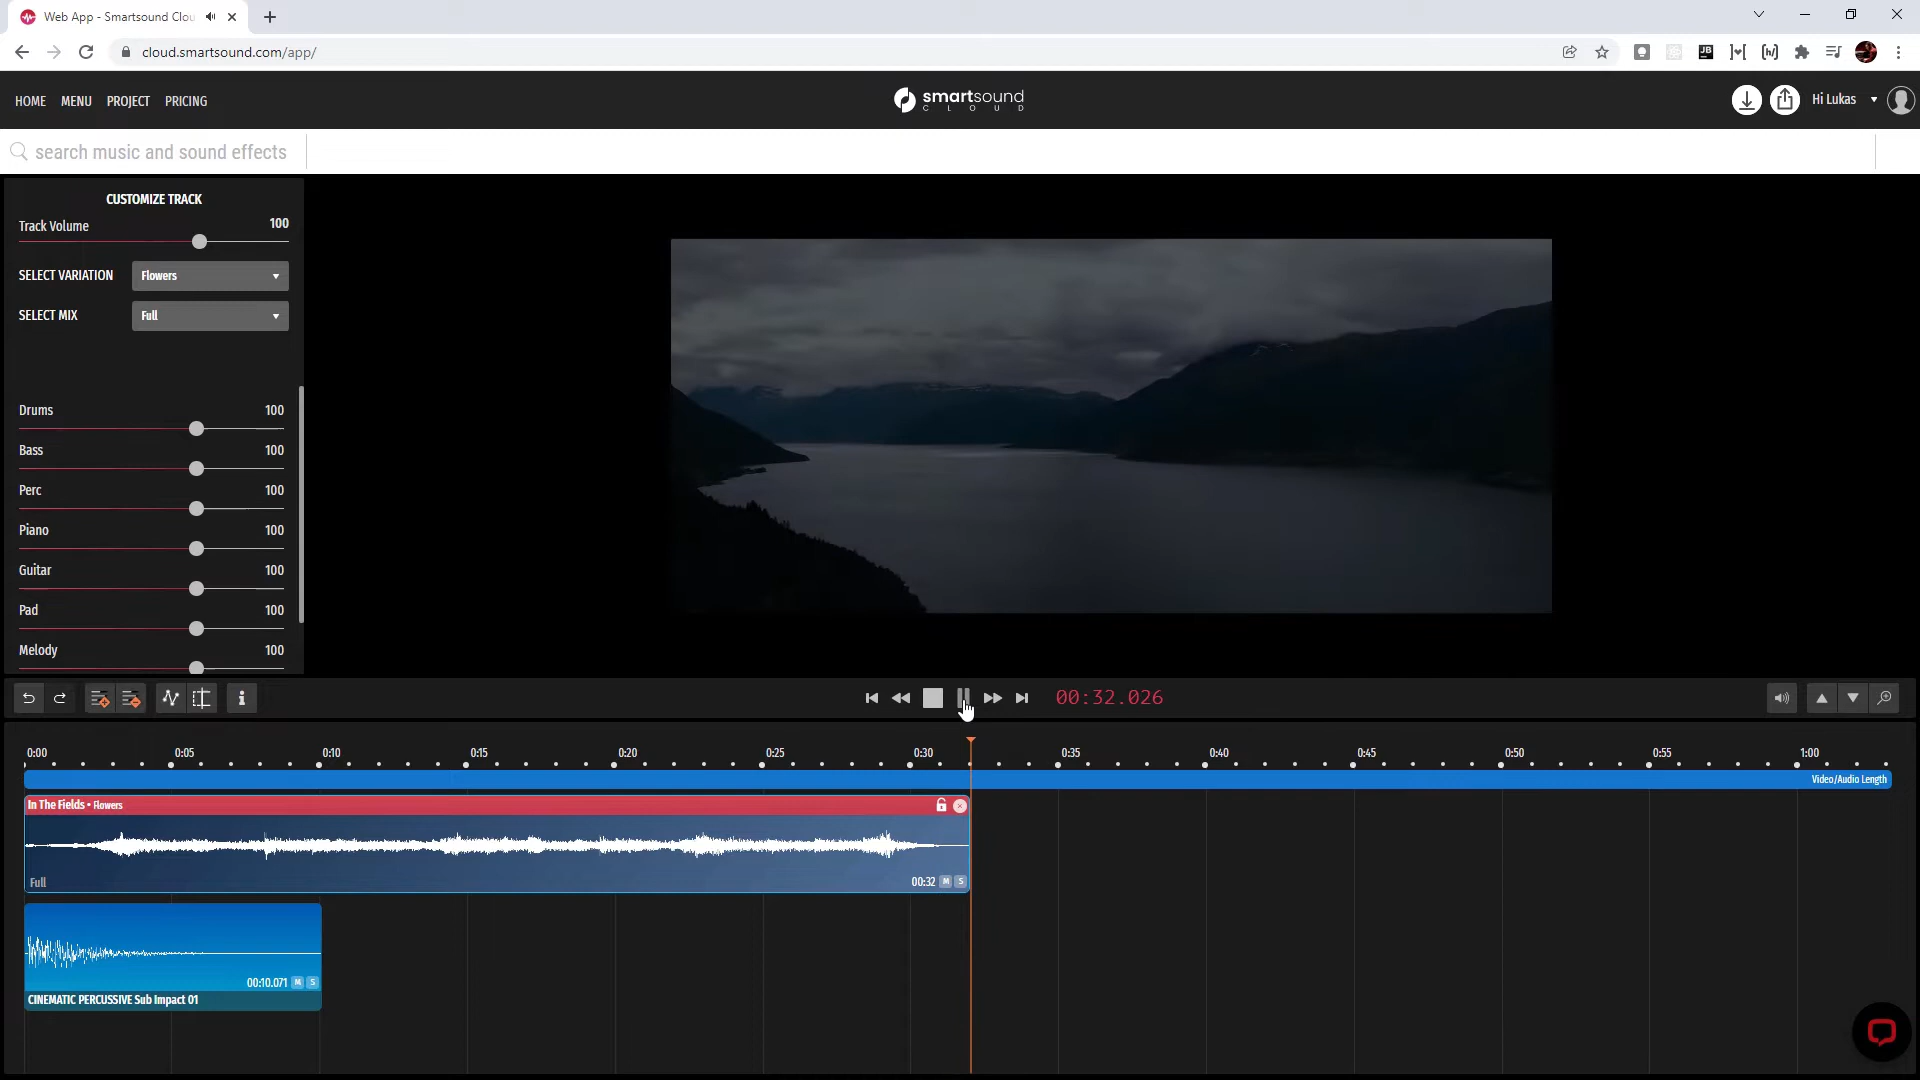 Web App - Smartsound Clou
cloud.smartsound.com/app/
JB
HOME MENU PROJECT PRICING
smartsound
CLOUD
Hi Lukas
search music and sound effects
CUSTOMIZE TRACK
Track Volume 100
SELECT VARIATION Flowers
SELECT MIX Full
Drums 100
Bass 100
Perc 100
Piano 100
Guitar 100
Pad 100
Melody 100
00:32.026
0:00 0:05 0:10 0:15 0:20 0:25 0:30 0:35 0:40 0:45 0:50 0:55 1:00
Video/Audio Length
In The Fields • Flowers
Full 00:32 M S
00:10.071 M S
CINEMATIC PERCUSSIVE Sub Impact 01